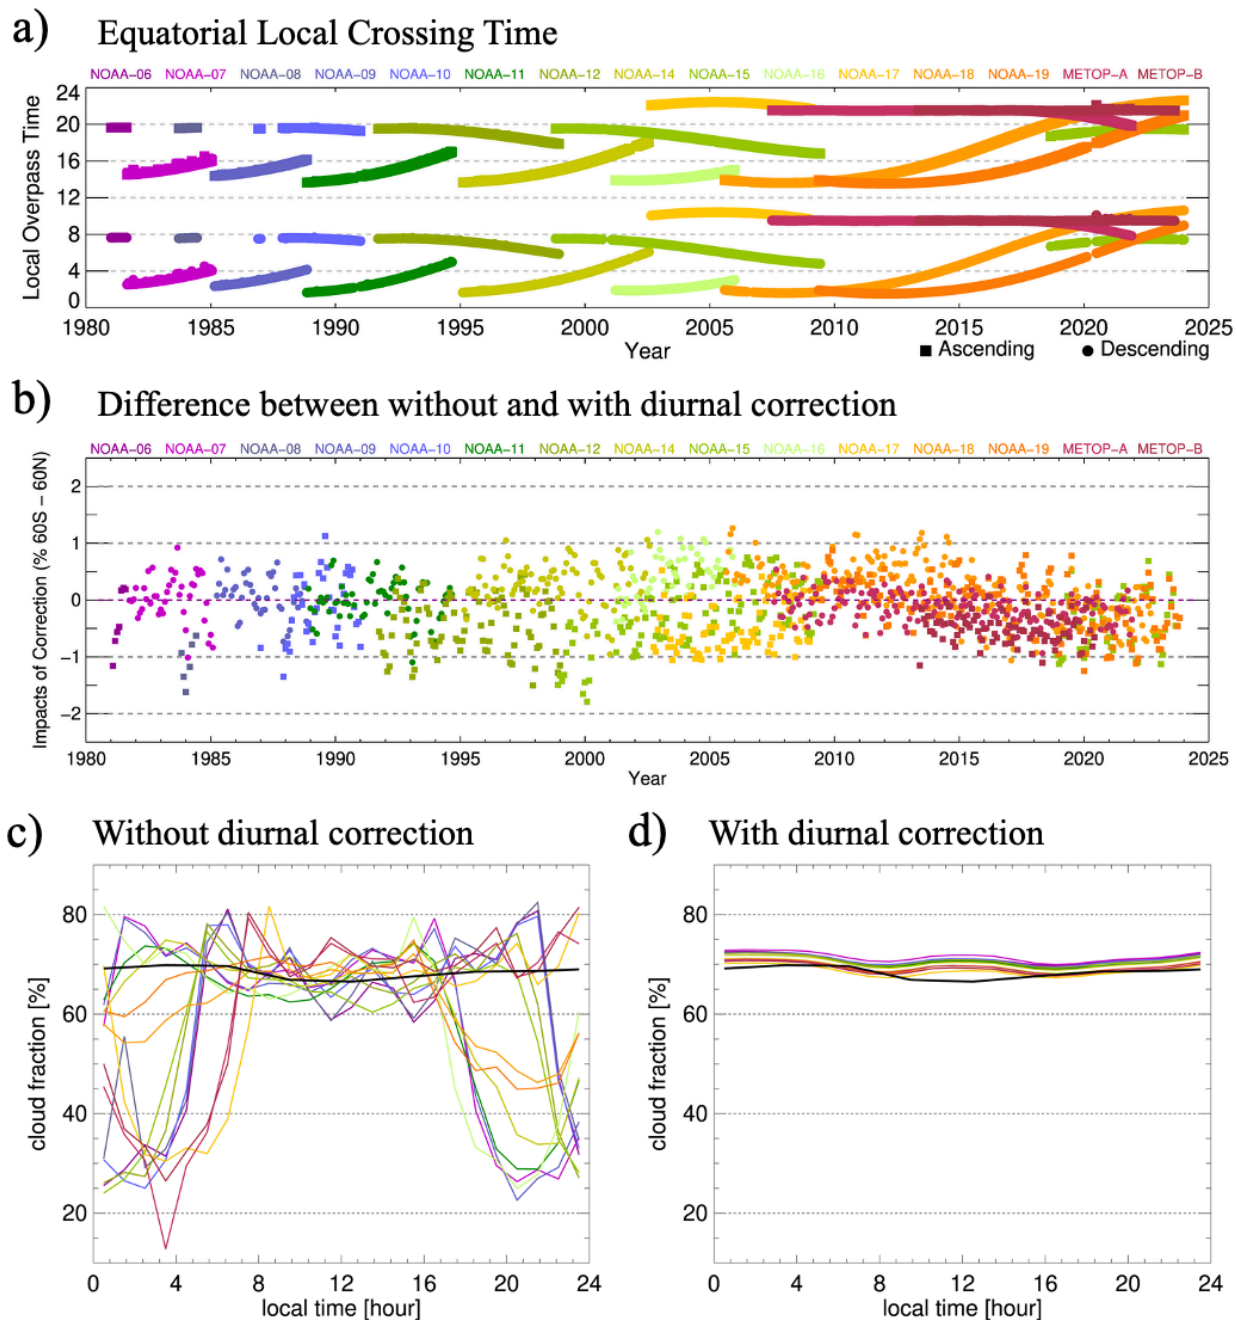 a) Equatorial Local Crossing Time
NOAA-06 NOAA-07 NOAA-08 NOAA-09 NOAA-10 NOAA-11 NOAA-12 NOAA-14 NOAA-15 NOAA-16 NOAA-17 NOAA-18 NOAA-19 METOP-A METOP-B
Local Overpass Time
24
20
16
12
8
4
0
1980 1985 1990 1995 2000 2005 2010 2015 2020 2025
Year
■ Ascending ● Descending
b) Difference between without and with diurnal correction
NOAA-06 NOAA-07 NOAA-08 NOAA-09 NOAA-10 NOAA-11 NOAA-12 NOAA-14 NOAA-15 NOAA-16 NOAA-17 NOAA-18 NOAA-19 METOP-A METOP-B
Impacts of Correction (% 60S - 60N)
2
1
0
-1
-2
1980 1985 1990 1995 2000 2005 2010 2015 2020 2025
Year
c) Without diurnal correction
cloud fraction [%]
80
60
40
20
0 4 8 12 16 20 24
local time [hour]
d) With diurnal correction
cloud fraction [%]
80
60
40
20
0 4 8 12 16 20 24
local time [hour]